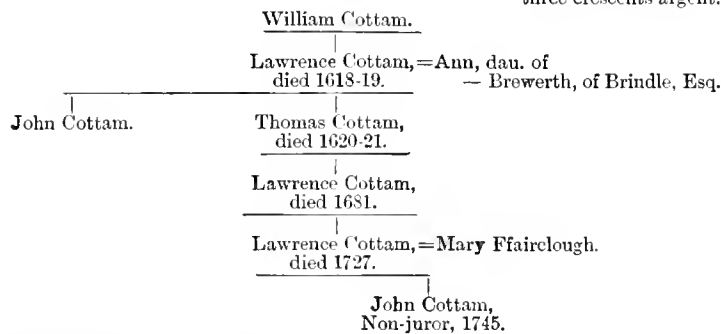 three crescents argent.
William Cottam.
Lawrence Cottam,=Ann, dau. of
died 1618-19. — Brewerth, of Brindle, Esq.
John Cottam. Thomas Cottam,
died 1620-21.
Lawrence Cottam,
died 1681.
Lawrence Cottam,=Mary Ffairclough.
died 1727.
John Cottam,
Non-juror, 1745.